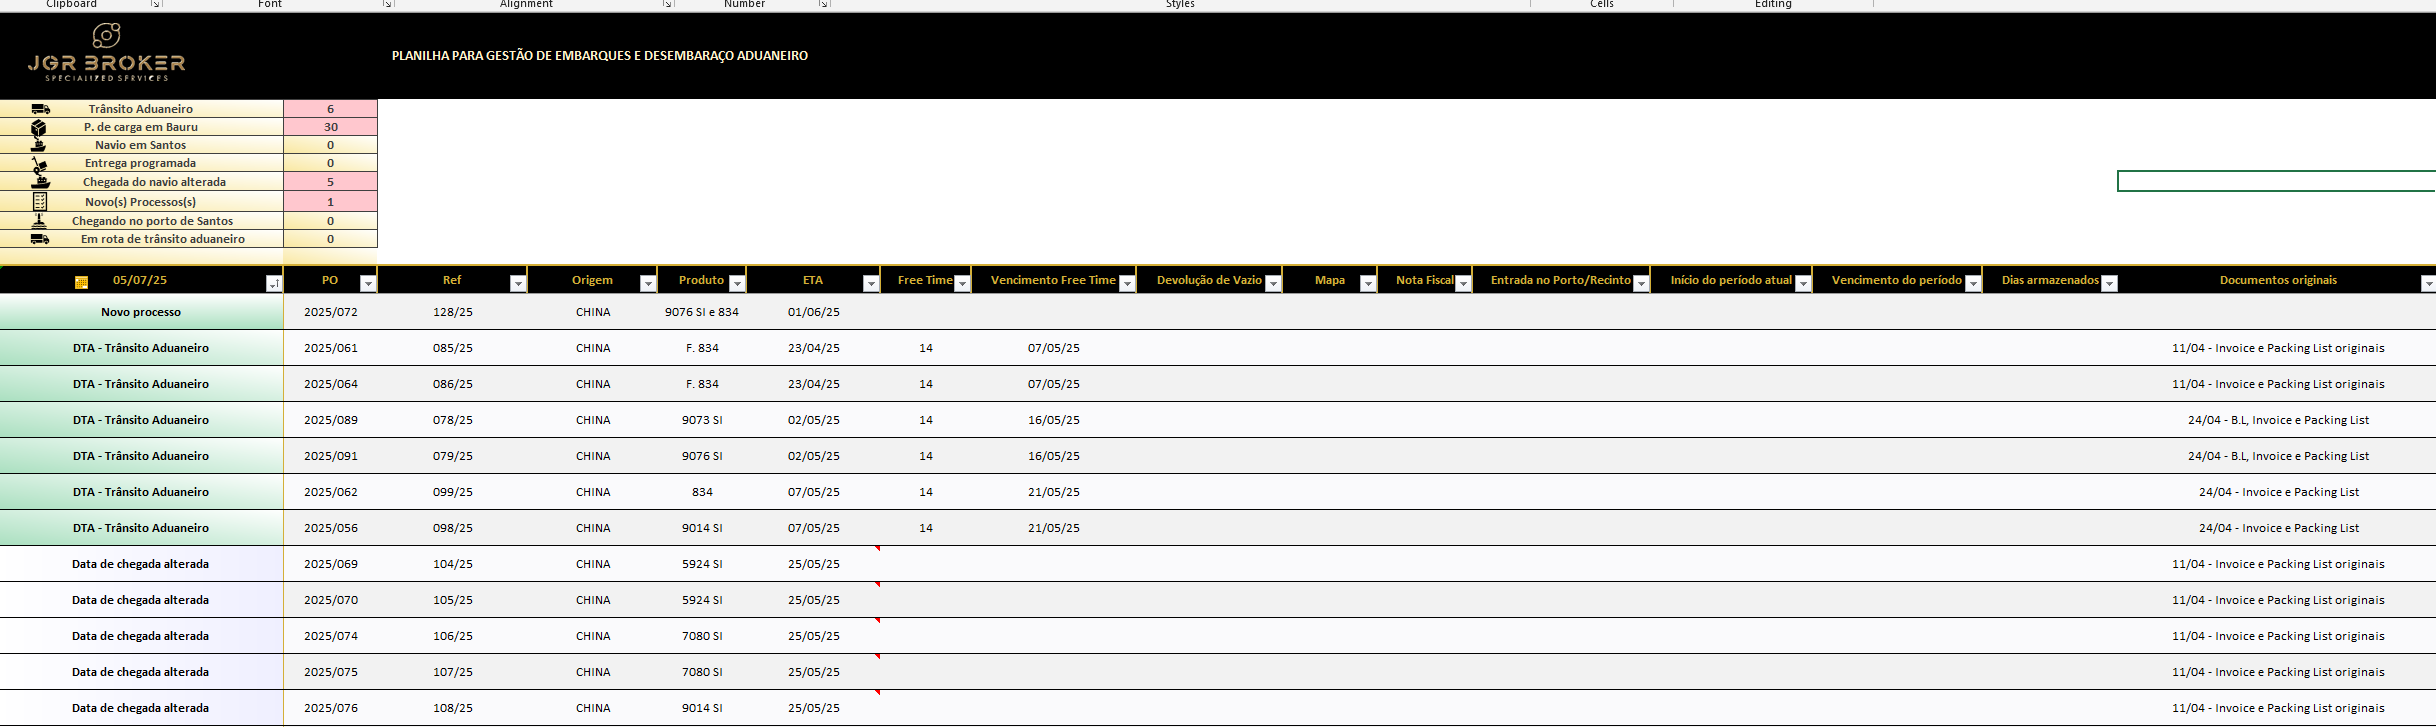 Clipboard Font Alignment Number Styles Cells Editing
JGR BROKER
SPECIALIZED SERVICES
PLANILHA PARA GESTÃO DE EMBARQUES E DESEMBARAÇO ADUANEIRO
Trânsito Aduaneiro 6
P. de carga em Bauru 30
Navio em Santos 0
Entrega programada 0
Chegada do navio alterada 5
Novo(s) Processos(s) 1
Chegando no porto de Santos 0
Em rota de trânsito aduaneiro 0
05/07/25 PO Ref Origem Produto ETA Free Time Vencimento Free Time Devolução de Vazio Mapa Nota Fiscal Entrada no Porto/Recinto Início do período atual Vencimento do período Dias armazenados Documentos originais
Novo processo 2025/072 128/25 CHINA 9076 SI e 834 01/06/25
DTA - Trânsito Aduaneiro 2025/061 085/25 CHINA F. 834 23/04/25 14 07/05/25 11/04 - Invoice e Packing List originais
DTA - Trânsito Aduaneiro 2025/064 086/25 CHINA F. 834 23/04/25 14 07/05/25 11/04 - Invoice e Packing List originais
DTA - Trânsito Aduaneiro 2025/089 078/25 CHINA 9073 SI 02/05/25 14 16/05/25 24/04 - B.L, Invoice e Packing List
DTA - Trânsito Aduaneiro 2025/091 079/25 CHINA 9076 SI 02/05/25 14 16/05/25 24/04 - B.L, Invoice e Packing List
DTA - Trânsito Aduaneiro 2025/062 099/25 CHINA 834 07/05/25 14 21/05/25 24/04 - Invoice e Packing List
DTA - Trânsito Aduaneiro 2025/056 098/25 CHINA 9014 SI 07/05/25 14 21/05/25 24/04 - Invoice e Packing List
Data de chegada alterada 2025/069 104/25 CHINA 5924 SI 25/05/25 11/04 - Invoice e Packing List originais
Data de chegada alterada 2025/070 105/25 CHINA 5924 SI 25/05/25 11/04 - Invoice e Packing List originais
Data de chegada alterada 2025/074 106/25 CHINA 7080 SI 25/05/25 11/04 - Invoice e Packing List originais
Data de chegada alterada 2025/075 107/25 CHINA 7080 SI 25/05/25 11/04 - Invoice e Packing List originais
Data de chegada alterada 2025/076 108/25 CHINA 9014 SI 25/05/25 11/04 - Invoice e Packing List originais